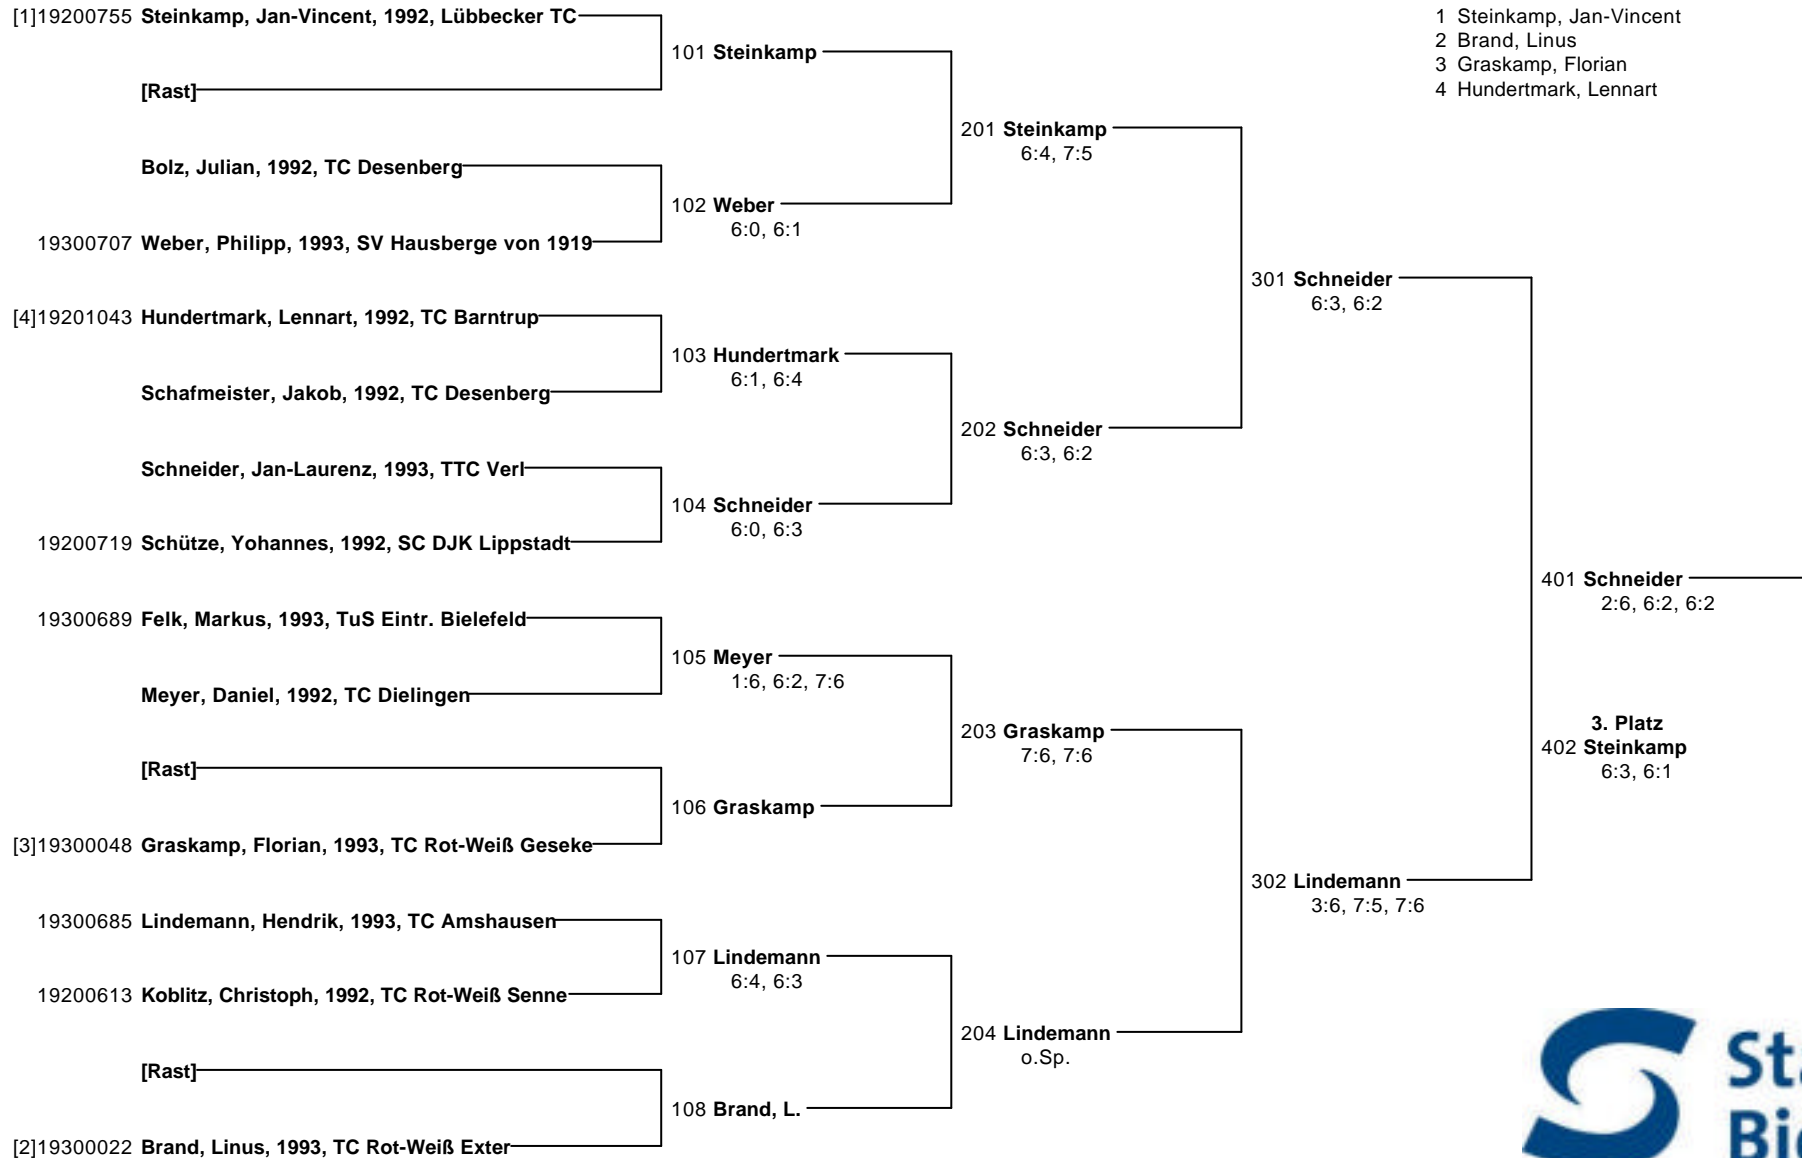 [1]19200755 Steinkamp, Jan-Vincent, 1992, Lübbecker TC
[Rast]
Bolz, Julian, 1992, TC Desenberg
19300707 Weber, Philipp, 1993, SV Hausberge von 1919
[4]19201043 Hundertmark, Lennart, 1992, TC Barntrup
Schafmeister, Jakob, 1992, TC Desenberg
Schneider, Jan-Laurenz, 1993, TTC Verl
19200719 Schütze, Yohannes, 1992, SC DJK Lippstadt
19300689 Felk, Markus, 1993, TuS Eintr. Bielefeld
Meyer, Daniel, 1992, TC Dielingen
[Rast]
[3]19300048 Graskamp, Florian, 1993, TC Rot-Weiß Geseke
19300685 Lindemann, Hendrik, 1993, TC Amshausen
19200613 Koblitz, Christoph, 1992, TC Rot-Weiß Senne
[Rast]
[2]19300022 Brand, Linus, 1993, TC Rot-Weiß Exter
101 Steinkamp
102 Weber
6:0, 6:1
103 Hundertmark
6:1, 6:4
104 Schneider
6:0, 6:3
105 Meyer
1:6, 6:2, 7:6
106 Graskamp
107 Lindemann
6:4, 6:3
108 Brand, L.
201 Steinkamp
6:4, 7:5
202 Schneider
6:3, 6:2
203 Graskamp
7:6, 7:6
204 Lindemann
o.Sp.
301 Schneider
6:3, 6:2
302 Lindemann
3:6, 7:5, 7:6
401 Schneider
2:6, 6:2, 6:2
3. Platz
402 Steinkamp
6:3, 6:1
1 Steinkamp, Jan-Vincent
2 Brand, Linus
3 Graskamp, Florian
4 Hundertmark, Lennart